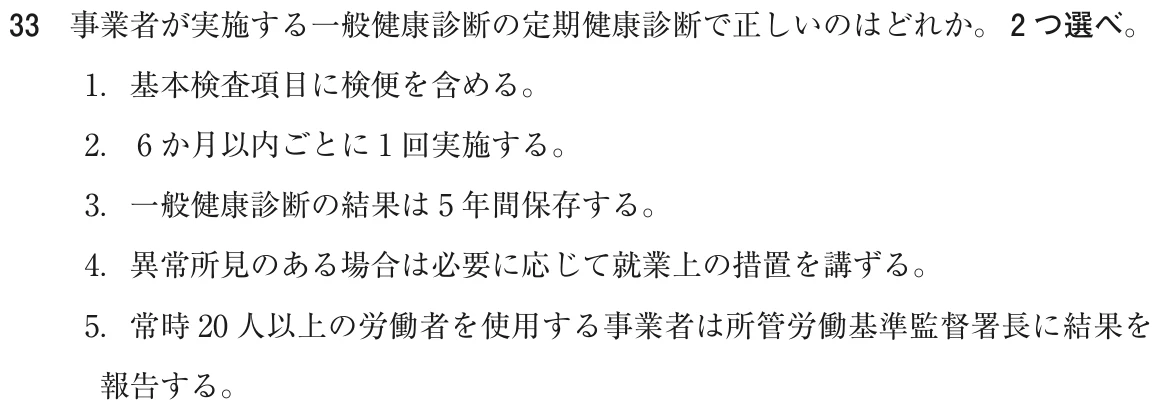 33 事業者が実施する一般健康診断の定期健康診断で正しいのはどれか。2つ選べ。
1. 基本検査項目に検便を含める。
2. 6か月以内ごとに1回実施する。
3. 一般健康診断の結果は5年間保存する。
4. 異常所見のある場合は必要に応じて就業上の措置を講ずる。
5. 常時20人以上の労働者を使用する事業者は所管労働基準監督署長に結果を
報告する。